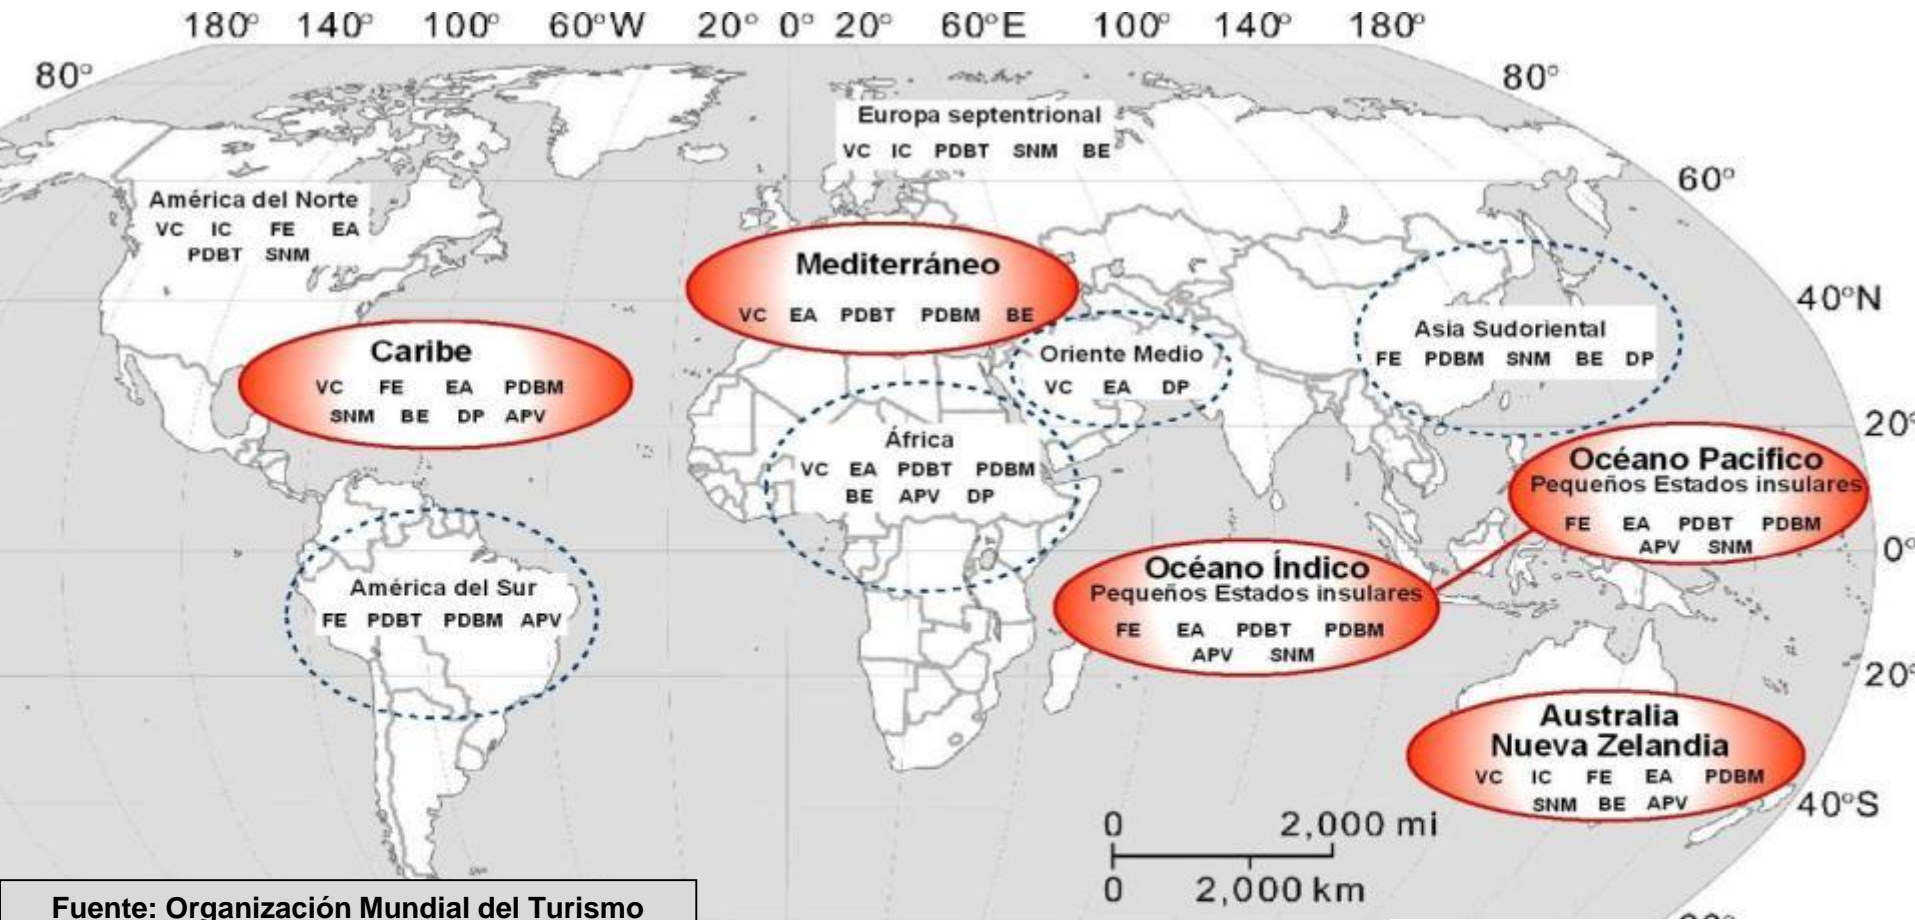 180° 140° 100° 60°W 20° 0° 20° 60°E 100° 140° 180°
80° 80°
Europa septentrional
VC IC PDBT SNM BE
60°
América del Norte
VC IC FE EA
PDBT SNM
Mediterráneo
VC EA PDBT PDBM BE
40°N
Asia Sudoriental
FE PDBM SNM BE DP
Caribe
VC FE EA PDBM
SNM BE DP APV
Oriente Medio
VC EA DP
20°
África
VC EA PDBT PDBM
BE APV DP
Océano Pacifico
Pequeños Estados insulares
FE EA PDBT PDBM
APV SNM
0°
Océano Índico
Pequeños Estados insulares
FE EA PDBT PDBM
APV SNM
América del Sur
FE PDBT PDBM APV
20°
Australia
Nueva Zelandia
VC IC FE EA PDBM
SNM BE APV
40°S
0 2,000 mi
0 2,000 km
Fuente: Organización Mundial del Turismo